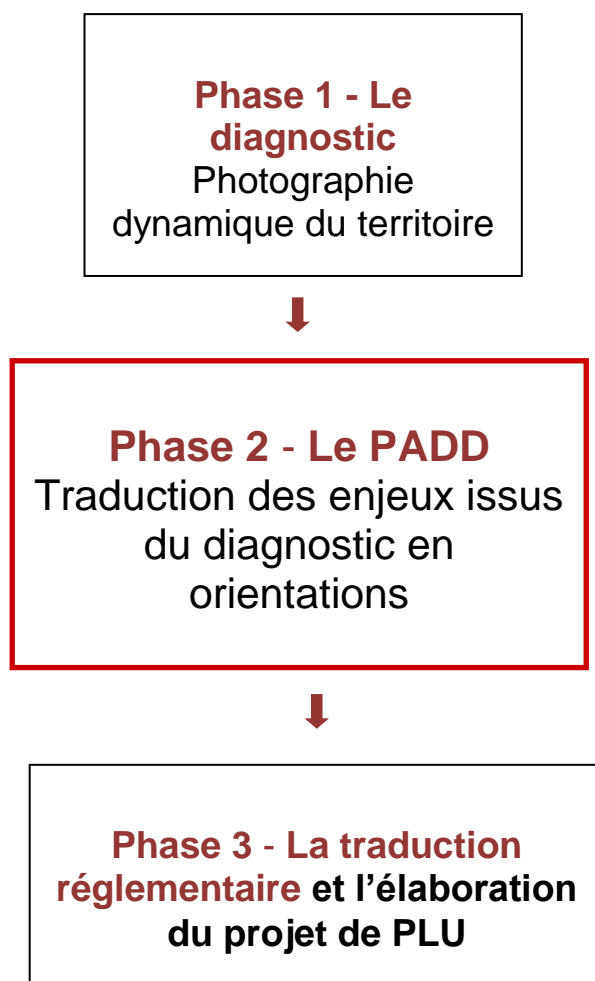 Phase 1 - Le
diagnostic
Photographie
dynamique du territoire
Phase 2 - Le PADD
Traduction des enjeux issus
du diagnostic en
orientations
Phase 3 - La traduction
réglementaire et l’élaboration
du projet de PLU